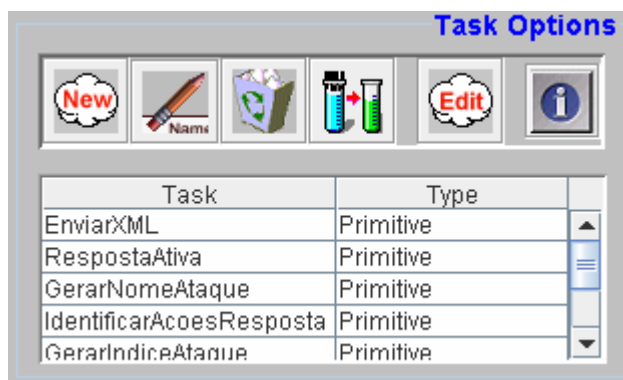 Task Options
New Name Edit i
Task Type
EnviarXML Primitive
RespostaAtiva Primitive
GerarNomeAtaque Primitive
IdentificarAcoesResposta Primitive
GerarIndiceAtaque Primitive